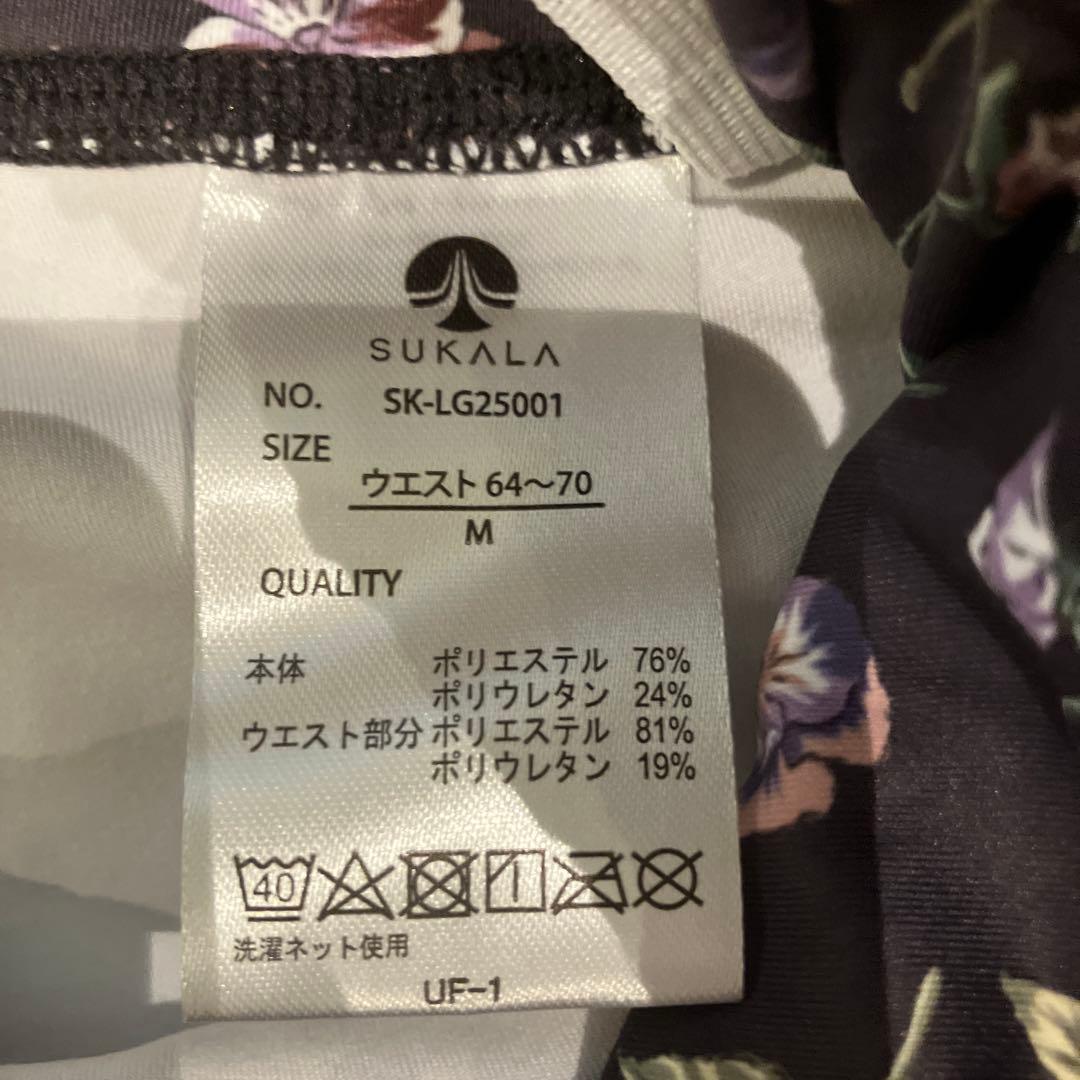 SUKALA
NO. SK-LG25001
SIZE
ウエスト 64〜70
M
QUALITY
本体 ポリエステル 76%
ポリウレタン 24%
ウエスト部分 ポリエステル 81%
ポリウレタン 19%
40
洗濯ネット使用
UF-1